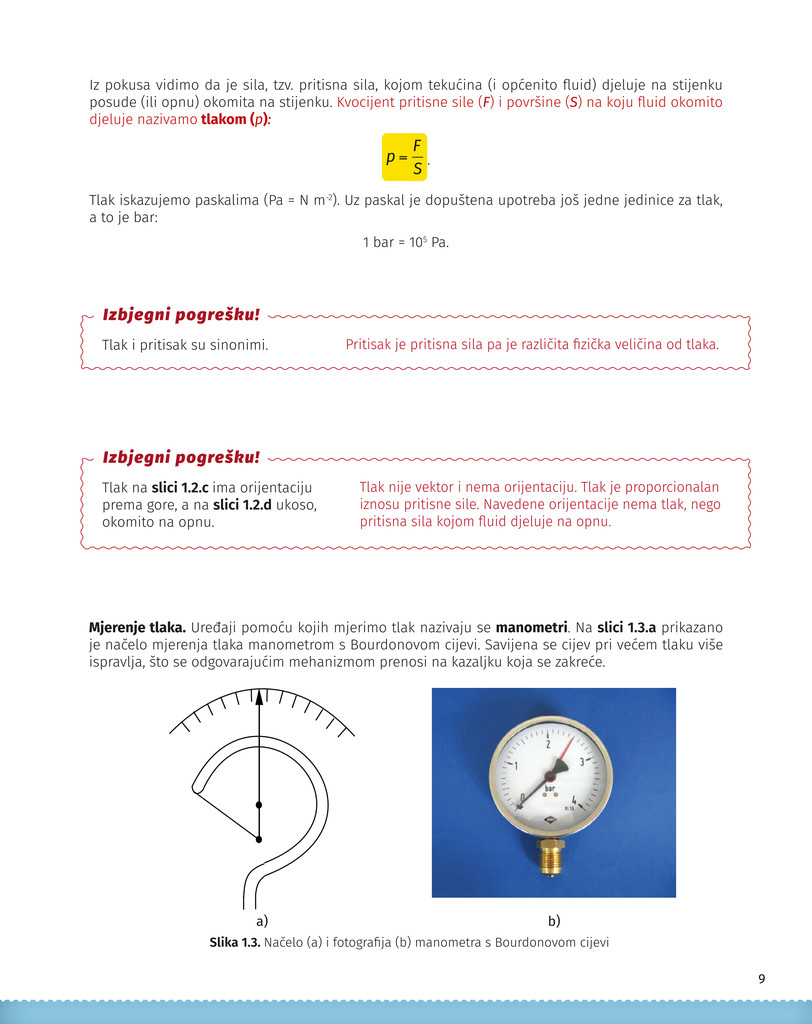 Iz pokusa vidimo da je sila, tzv. pritisna sila, kojom tekućina (i općenito fluid) djeluje na stijenku
posude (ili opnu) okomita na stijenku. Kvocijent pritisne sile (F) i površine (S) na koju fluid okomito
djeluje nazivamo tlakom (p):
p = F/S.
Tlak iskazujemo paskalima (Pa = N m⁻²). Uz paskal je dopuštena upotreba još jedne jedinice za tlak,
a to je bar:
1 bar = 10⁵ Pa.
Izbjegni pogrešku!
Tlak i pritisak su sinonimi.
Pritisak je pritisna sila pa je različita fizička veličina od tlaka.
Izbjegni pogrešku!
Tlak na slici 1.2.c ima orijentaciju
prema gore, a na slici 1.2.d ukoso,
okomito na opnu.
Tlak nije vektor i nema orijentaciju. Tlak je proporcionalan
iznosu pritisne sile. Navedene orijentacije nema tlak, nego
pritisna sila kojom fluid djeluje na opnu.
Mjerenje tlaka. Uređaji pomoću kojih mjerimo tlak nazivaju se manometri. Na slici 1.3.a prikazano
je načelo mjerenja tlaka manometrom s Bourdonovom cijevi. Savijena se cijev pri većem tlaku više
ispravlja, što se odgovarajućim mehanizmom prenosi na kazaljku koja se zakreće.
0 1 2 3 4
bar
a)
b)
Slika 1.3. Načelo (a) i fotografija (b) manometra s Bourdonovom cijevi
9